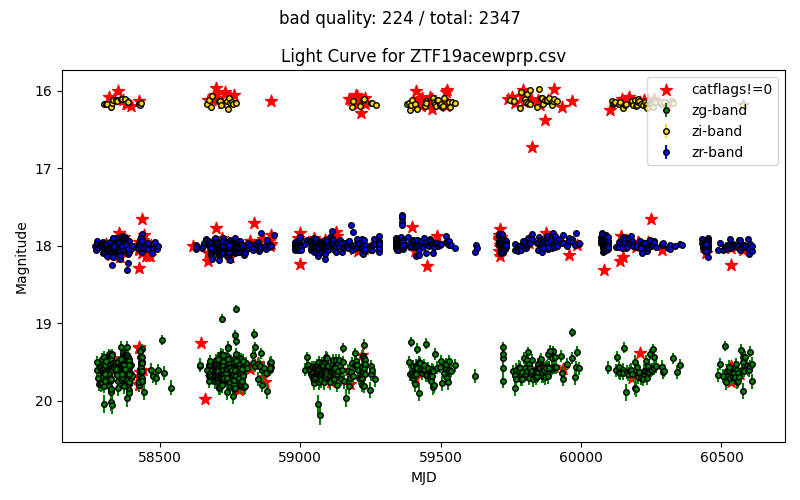 bad quality: 224 / total: 2347
Light Curve for ZTF19acewprp.csv
catflags!=0
zg-band
zi-band
zr-band
Magnitude
16
17
18
19
20
58500
59000
59500
60000
60500
MJD